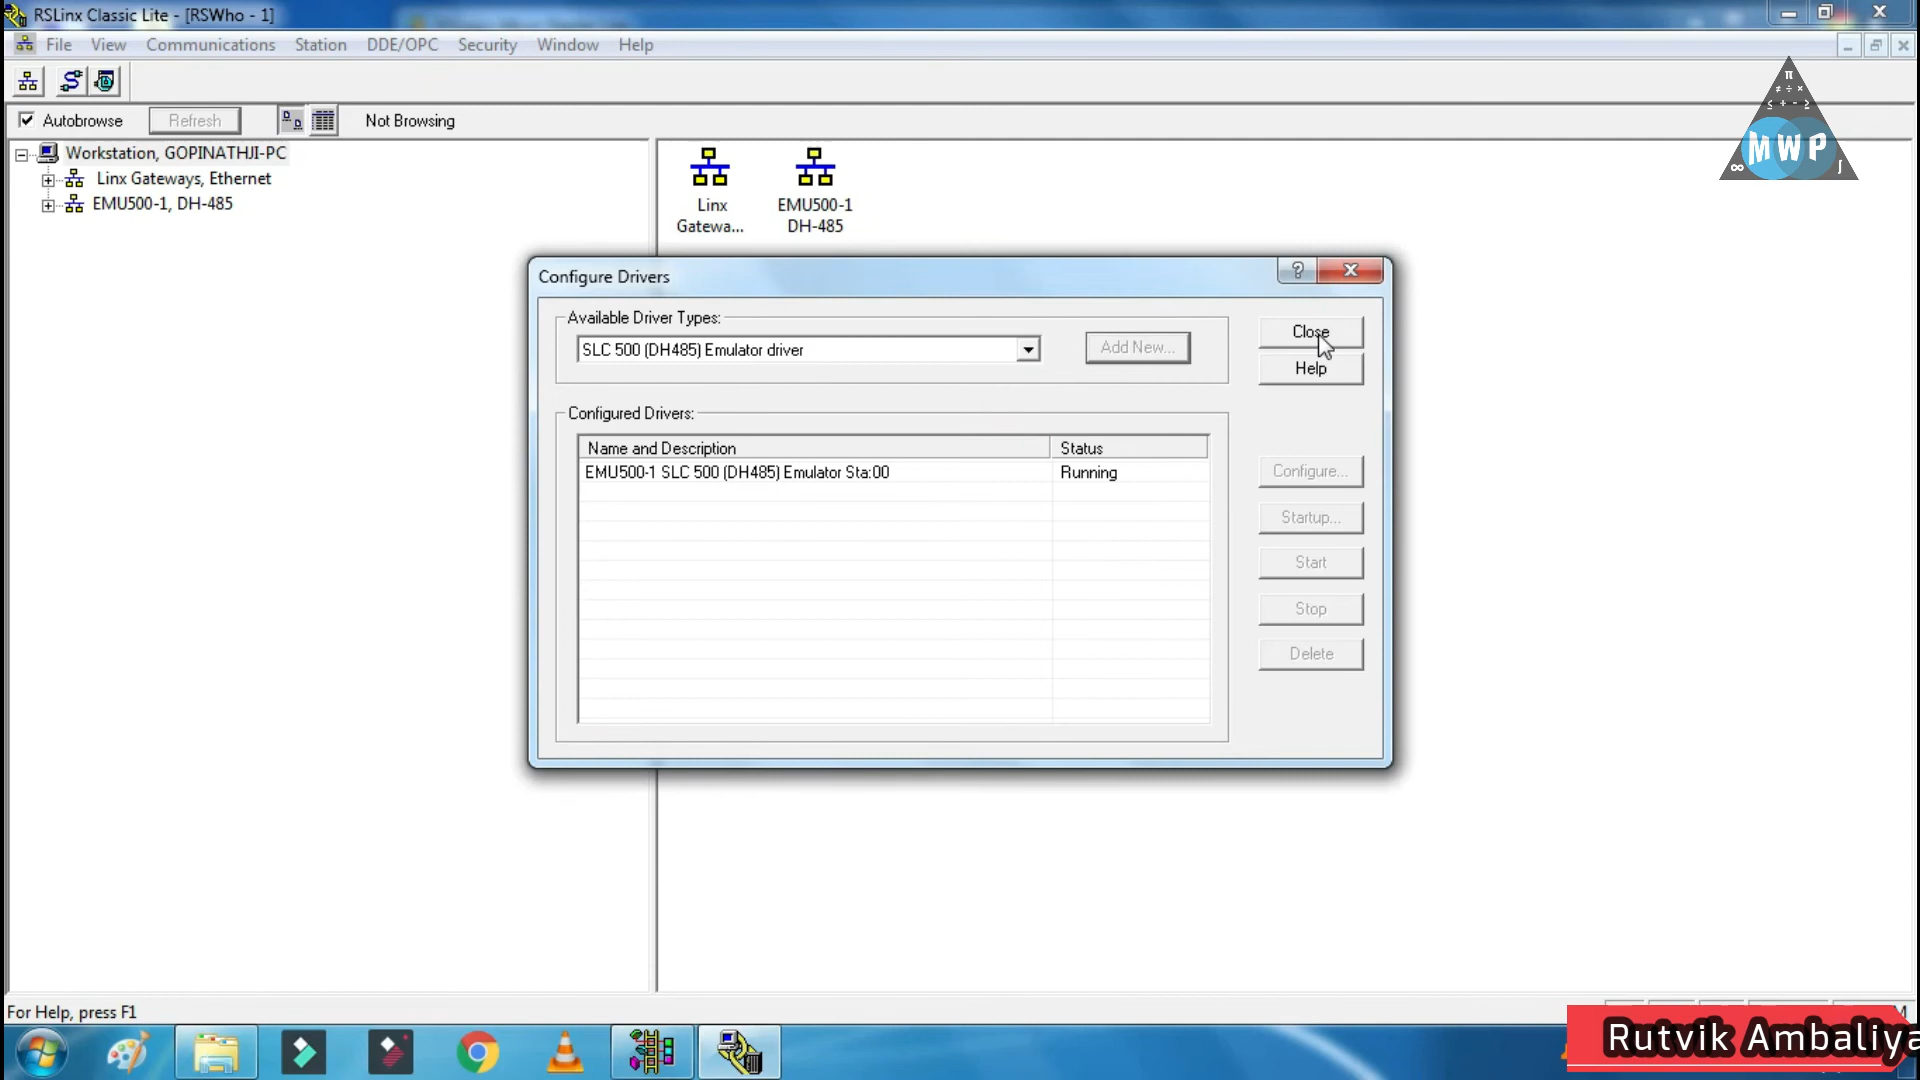 RSLinx Classic Lite - [RSWho - 1]
File View Communications Station DDE/OPC Security Window Help
Autobrowse Refresh Not Browsing
Workstation, GOPINATHJI-PC
Linx Gateways, Ethernet
EMU500-1, DH-485
Linx
Gatewa...
EMU500-1
DH-485
Configure Drivers
Available Driver Types:
SLC 500 (DH485) Emulator driver
Add New...
Close
Help
Configured Drivers:
Name and Description Status
EMU500-1 SLC 500 (DH485) Emulator Sta:00 Running
Configure...
Startup...
Start
Stop
Delete
For Help, press F1
MWP
Rutvik Ambaliya